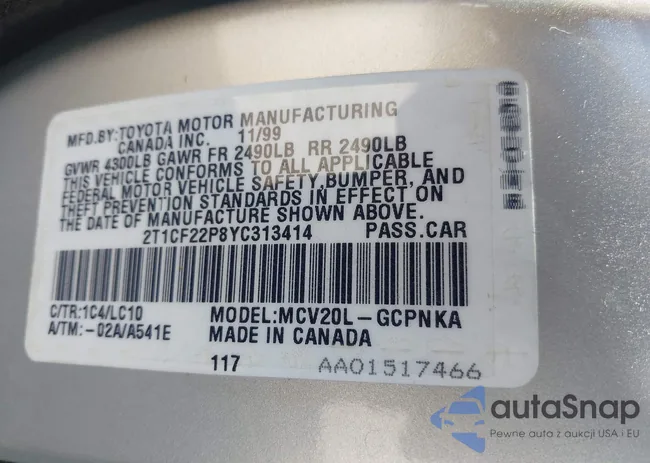 MFD.BY:TOYOTA MOTOR MANUFACTURING
CANADA INC. 11/99
GVWR 4300LB GAWR FR 2490LB RR 2490LB
THIS VEHICLE CONFORMS TO ALL APPLICABLE
FEDERAL MOTOR VEHICLE SAFETY,BUMPER, AND
THEFT PREVENTION STANDARDS IN EFFECT ON
THE DATE OF MANUFACTURE SHOWN ABOVE.
2T1CF22P8YC313414 PASS.CAR
C/TR:1C4/LC10 MODEL:MCV20L-GCPNKA
A/TM:-02A/A541E MADE IN CANADA
117 AA01517466
autaSnap
Pewne auta z aukcji USA i EU